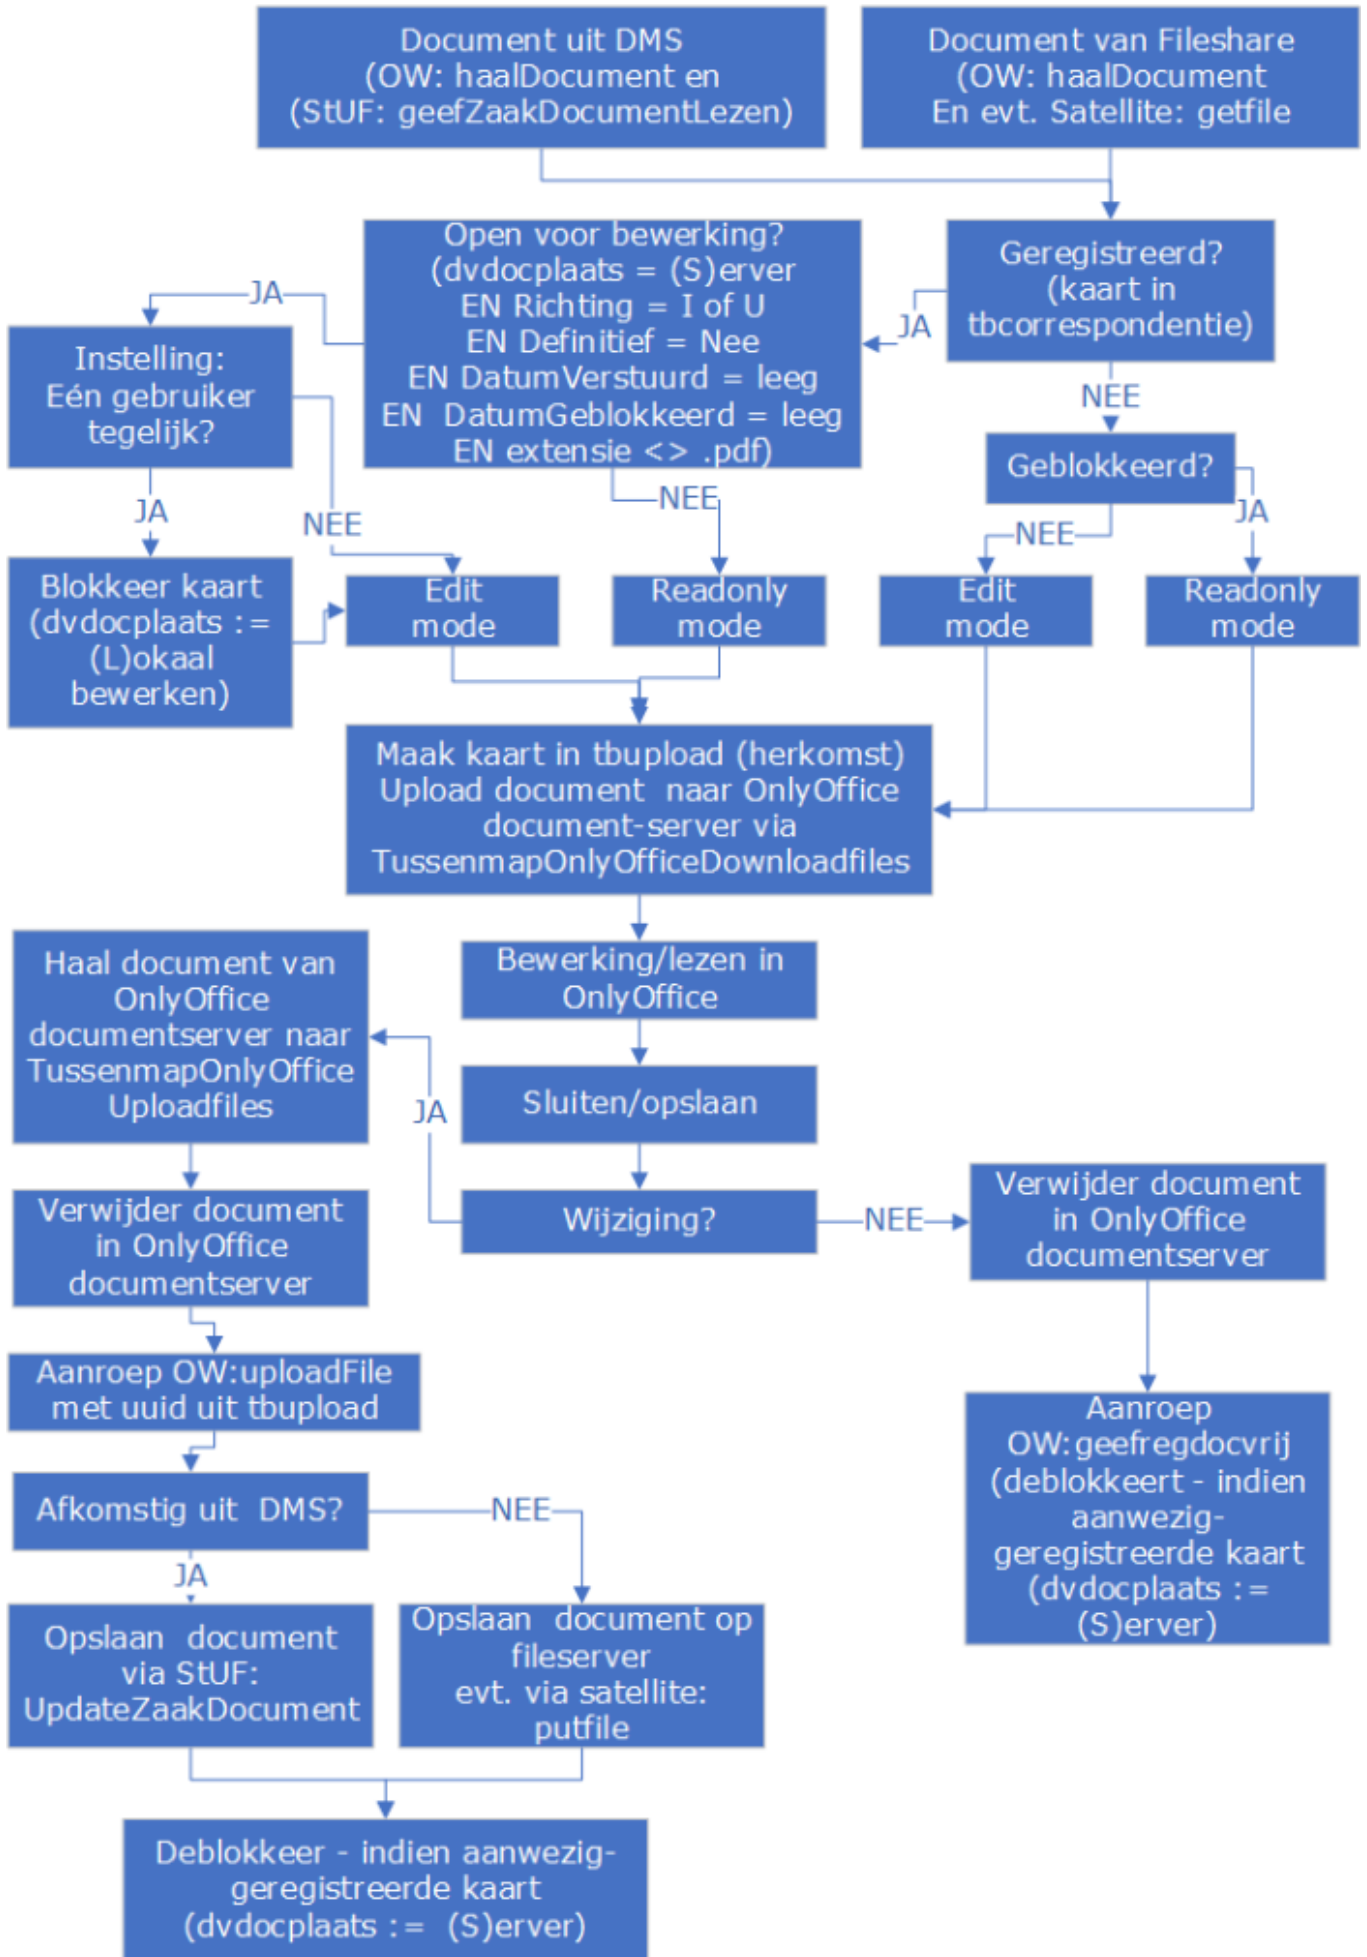 Document uit DMS
(OW: haalDocument en
(StUF: geefZaakDocumentLezen)
Document van Fileshare
(OW: haalDocument
En evt. Satellite: getfile
Geregistreerd?
(kaart in
tbcorrespondentie)
JA
NEE
Open voor bewerking?
(dvdocplaats = (S)erver
EN Richting = I of U
EN Definitief = Nee
EN DatumVerstuurd = leeg
EN DatumGeblokkeerd = leeg
EN extensie <> .pdf)
JA
NEE
Instelling:
Eén gebruiker
tegelijk?
JA
NEE
Geblokkeerd?
NEE
JA
Blokkeer kaart
(dvdocplaats :=
(L)okaal
bewerken)
Edit
mode
Readonly
mode
Edit
mode
Readonly
mode
Maak kaart in tbupload (herkomst)
Upload document naar OnlyOffice
document-server via
TussenmapOnlyOfficeDownloadfiles
Bewerking/lezen in
OnlyOffice
Sluiten/opslaan
Wijziging?
JA
NEE
Haal document van
OnlyOffice
documentserver naar
TussenmapOnlyOffice
Uploadfiles
Verwijder document
in OnlyOffice
documentserver
Aanroep OW:uploadFile
met uuid uit tbupload
Afkomstig uit DMS?
JA
NEE
Opslaan document
via StUF:
UpdateZaakDocument
Opslaan document op
fileserver
evt. via satellite:
putfile
Deblokkeer - indien aanwezig-
geregistreerde kaart
(dvdocplaats := (S)erver)
Verwijder document
in OnlyOffice
documentserver
Aanroep
OW:geefregdocvrij
(deblokkeert - indien
aanwezig-
geregistreerde kaart
(dvdocplaats :=
(S)erver)